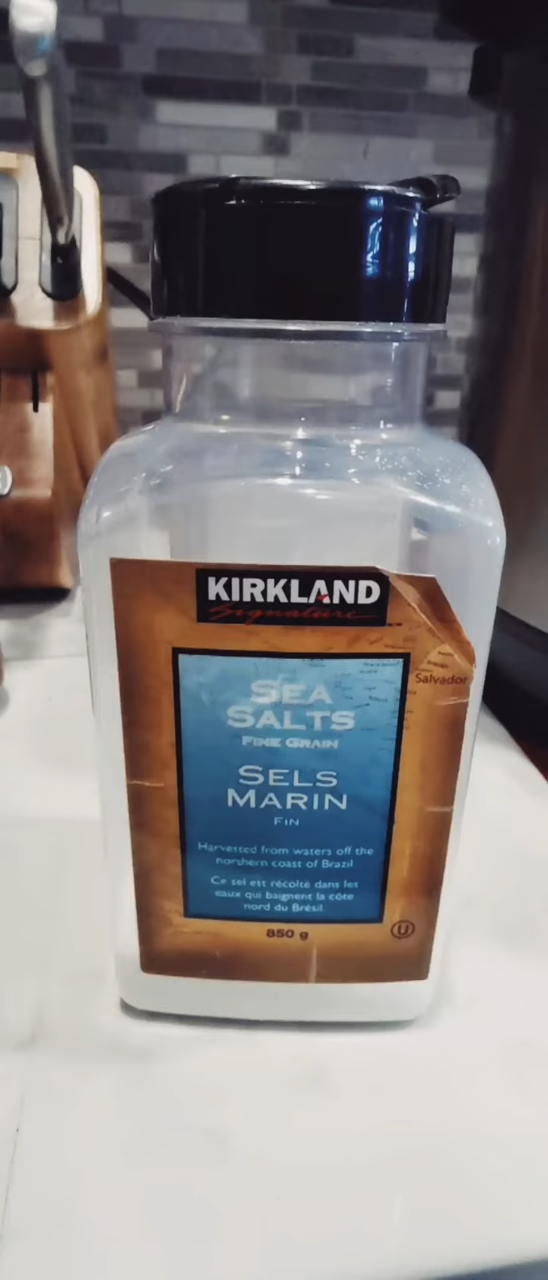 KIRKLAND
Signature
Salvador
SEA
SALTS
FINE GRAIN
SELS
MARIN
FIN
Harvested from waters off the
northern coast of Brazil
Ce sel est récolté dans les
eaux qui baignent la côte
nord du Brésil.
850 g
U